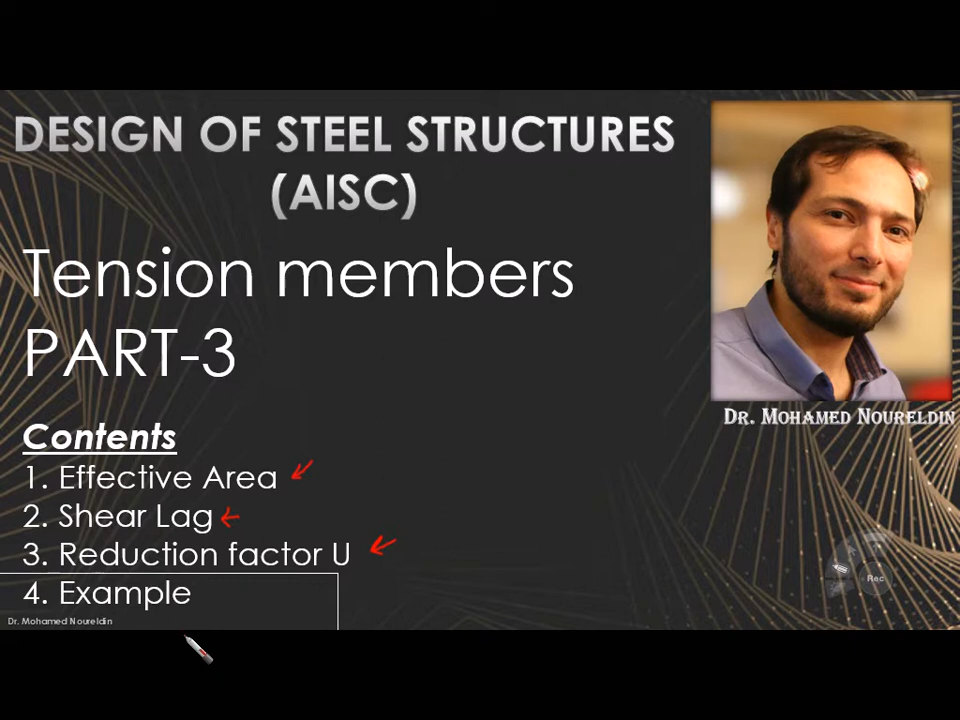 DESIGN OF STEEL STRUCTURES
(AISC)
Tension members
PART-3
Dr. Mohamed Noureldin
Contents
1. Effective Area
2. Shear Lag
3. Reduction factor U
4. Example
Rec
Dr. Mohamed Noureldin